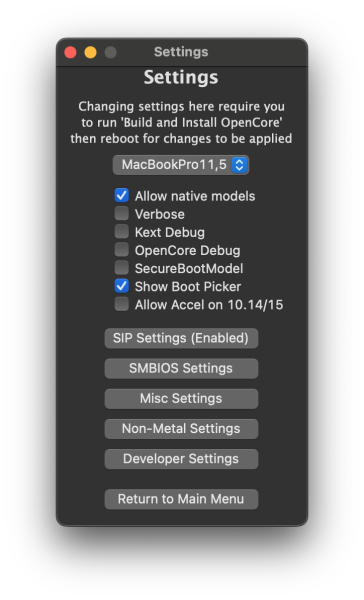 Settings
Settings
Changing settings here require you
to run 'Build and Install OpenCore'
then reboot for changes to be applied
MacBookPro11,5
Allow native models
Verbose
Kext Debug
OpenCore Debug
SecureBootModel
Show Boot Picker
Allow Accel on 10.14/15
SIP Settings (Enabled)
SMBIOS Settings
Misc Settings
Non-Metal Settings
Developer Settings
Return to Main Menu